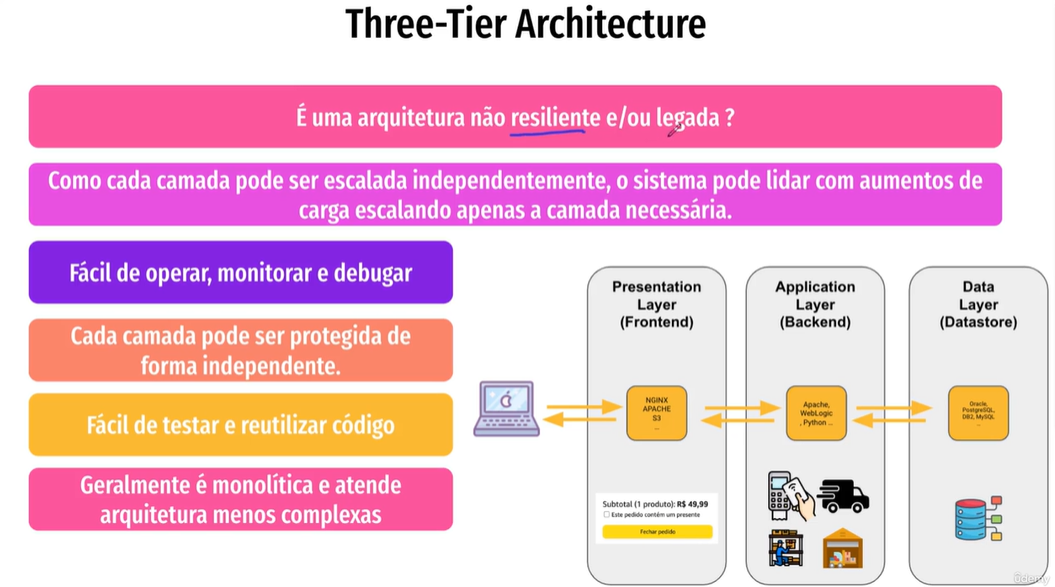 Three-Tier Architecture
É uma arquitetura não resiliente e/ou legada ?
Como cada camada pode ser escalada independentemente, o sistema pode lidar com aumentos de
carga escalando apenas a camada necessária.
Fácil de operar, monitorar e debugar
Cada camada pode ser protegida de
forma independente.
Fácil de testar e reutilizar código
Geralmente é monolítica e atende
arquitetura menos complexas
Presentation
Layer
(Frontend)
NGINX
APACHE
S3
...
Subtotal (1 produto): R$ 49,99
Este pedido contém um presente
Fechar pedido
Application
Layer
(Backend)
Apache,
WebLogic
, Python ..
Data
Layer
(Datastore)
Oracle,
PostgreSQL,
DB2, MySQL
...
ûdemy